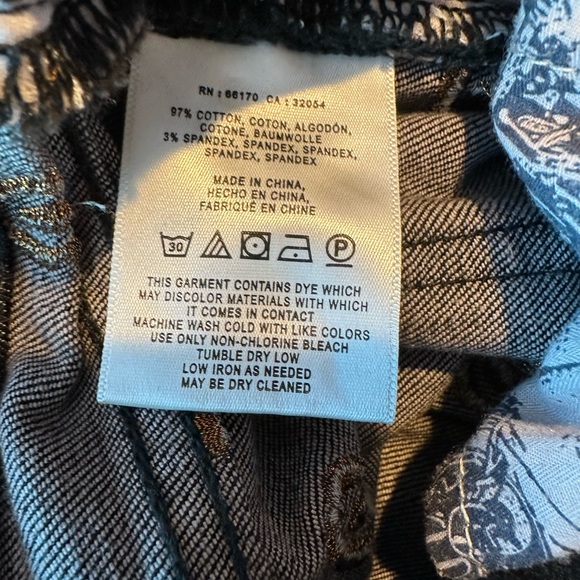 RN : 66170 CA : 32054
97% COTTON, COTON, ALGODÓN,
COTONE, BAUMWOLLE
3% SPANDEX, SPANDEX, SPANDEX,
SPANDEX, SPANDEX
MADE IN CHINA,
HECHO EN CHINA,
FABRIQUÉ EN CHINE
30 P
THIS GARMENT CONTAINS DYE WHICH
MAY DISCOLOR MATERIALS WITH WHICH
IT COMES IN CONTACT
MACHINE WASH COLD WITH LIKE COLORS
USE ONLY NON-CHLORINE BLEACH
TUMBLE DRY LOW
LOW IRON AS NEEDED
MAY BE DRY CLEANED